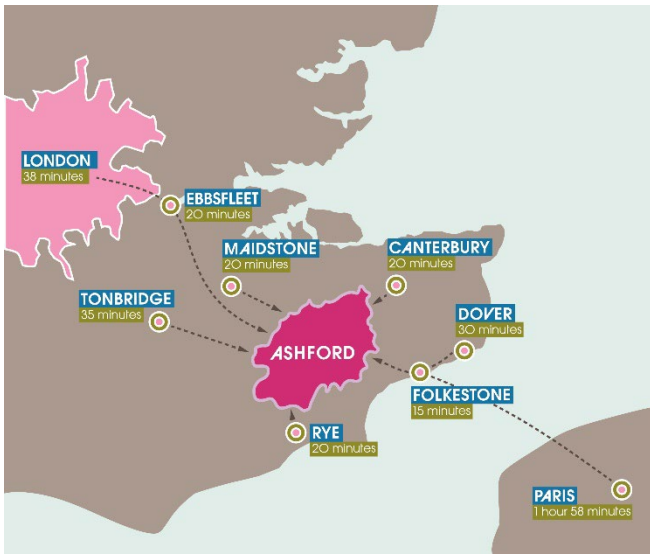 LONDON
38 minutes
EBBSFLEET
20 minutes
MAIDSTONE
20 minutes
CANTERBURY
20 minutes
TONBRIDGE
35 minutes
DOVER
30 minutes
ASHFORD
FOLKESTONE
15 minutes
RYE
20 minutes
PARIS
1 hour 58 minutes